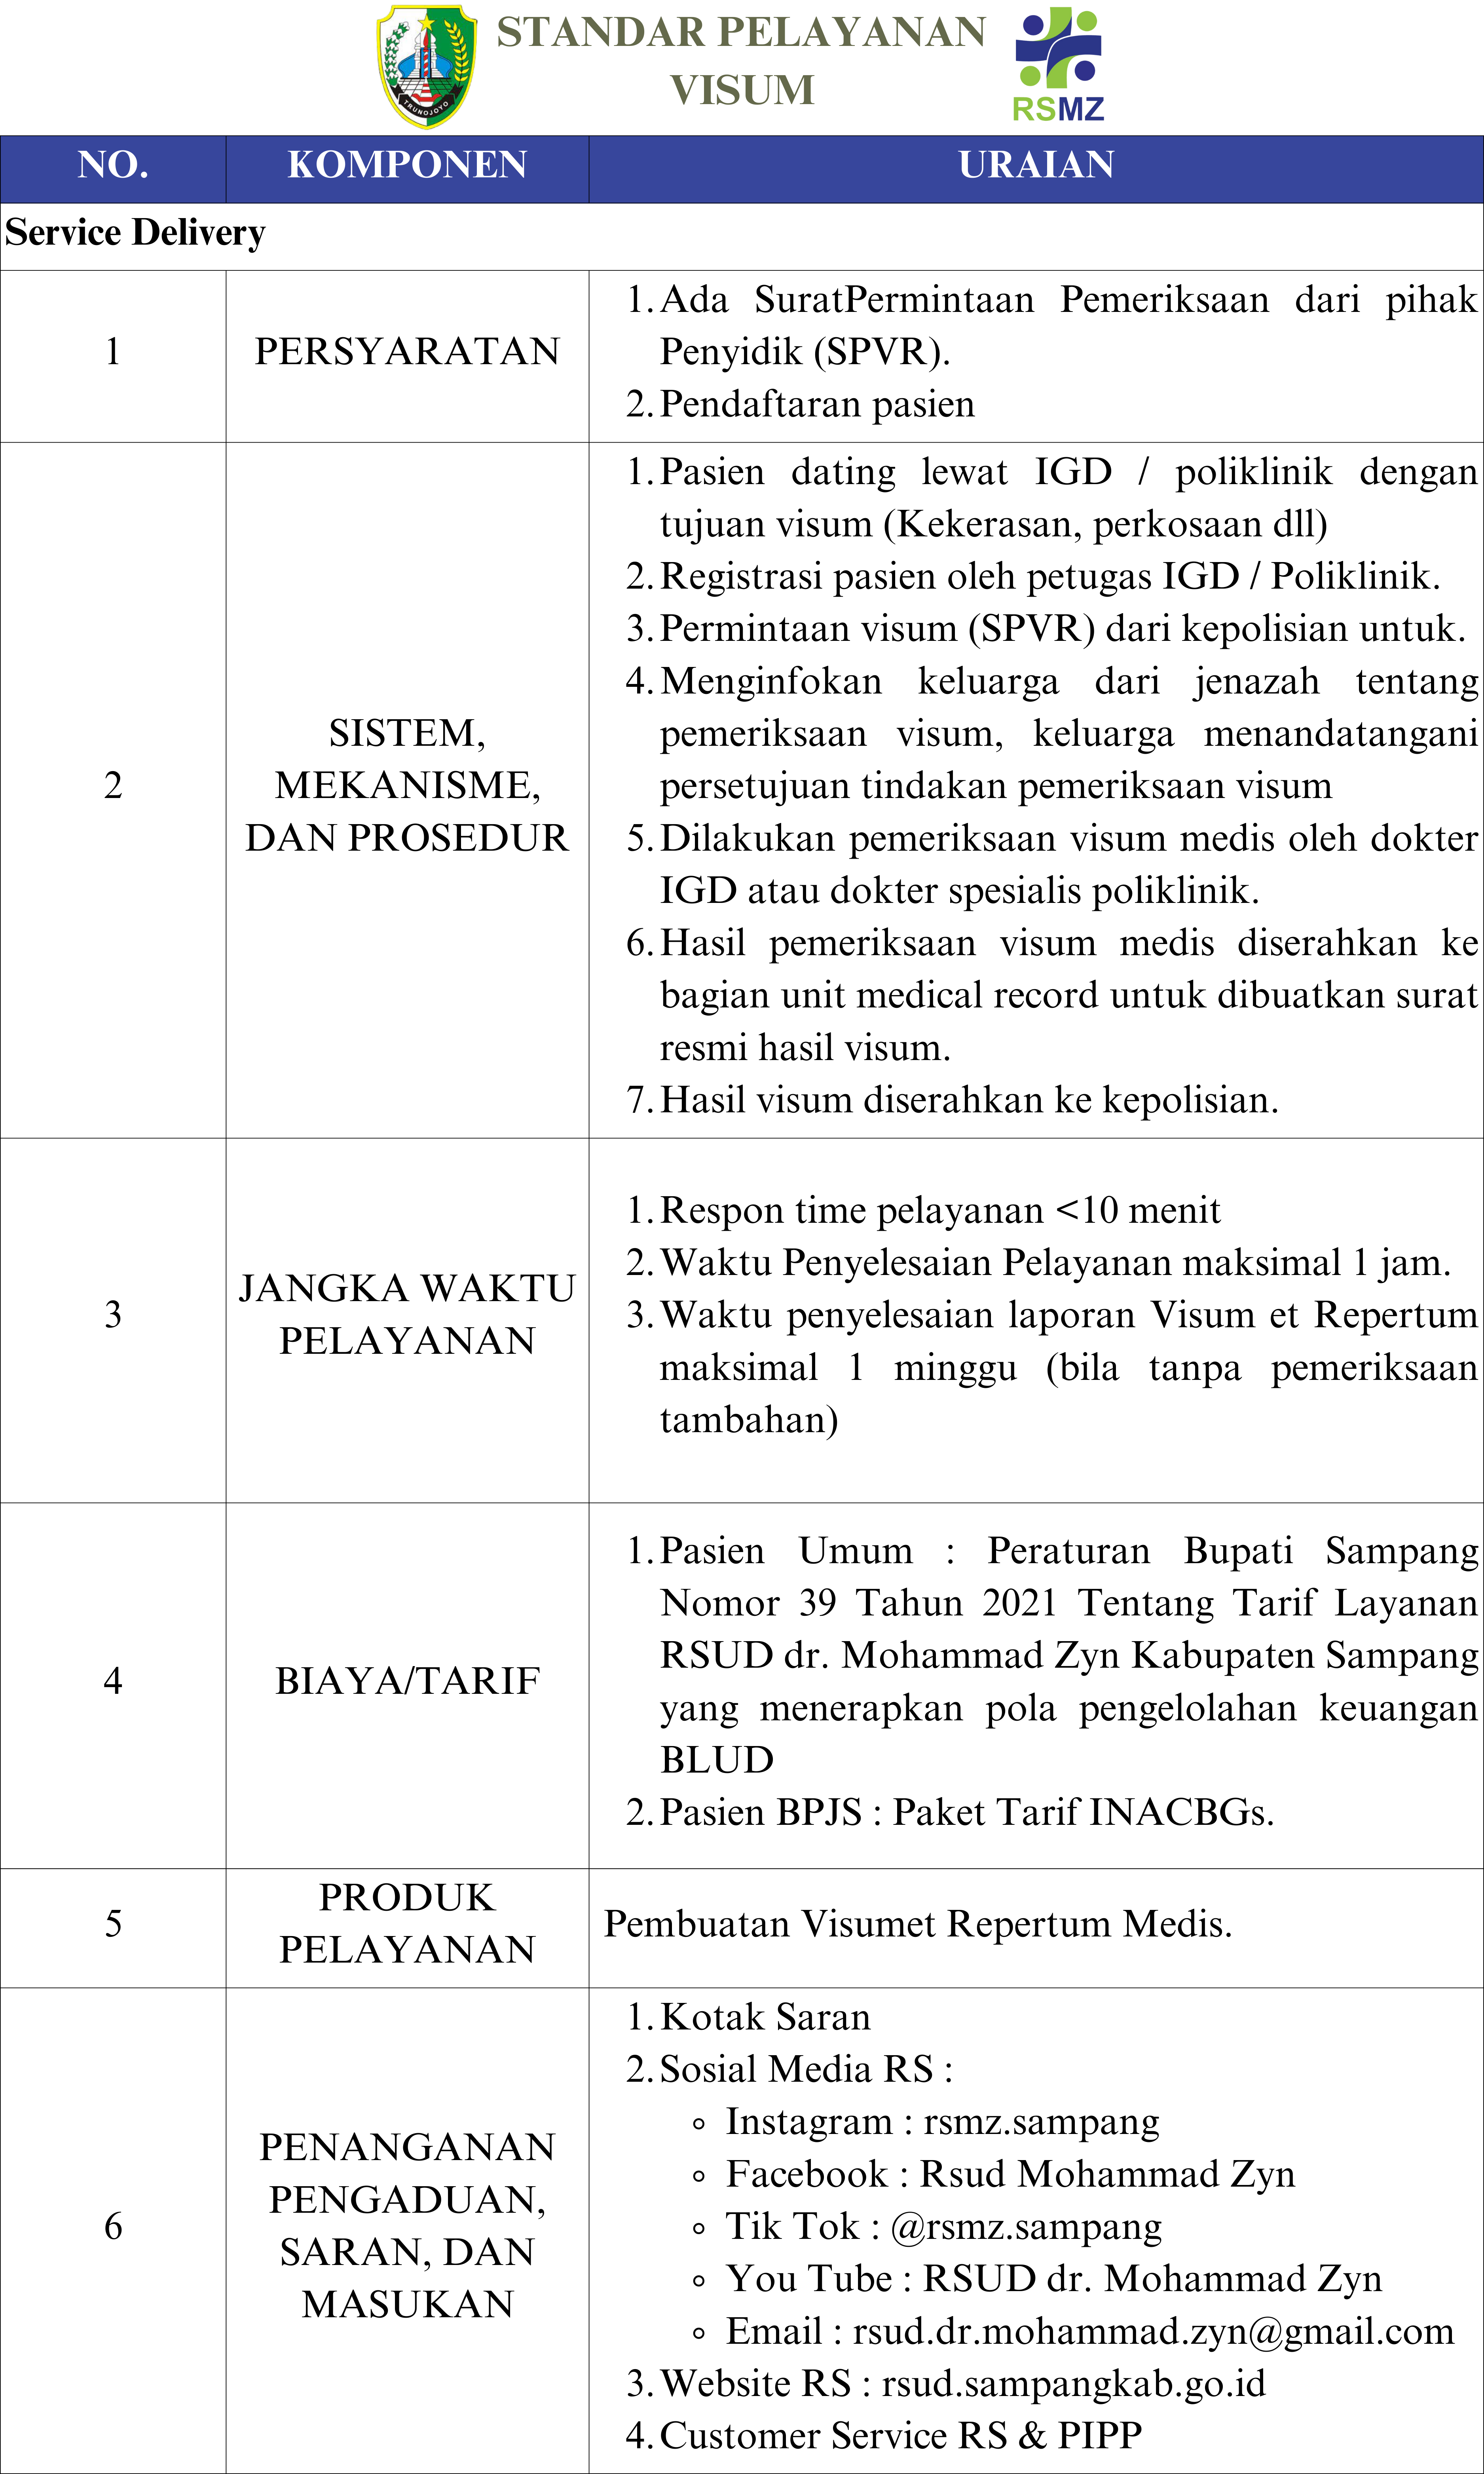 STANDAR PELAYANAN
VISUM
TRUNOJOYO
RSMZ
NO. KOMPONEN URAIAN
Service Delivery
1 PERSYARATAN
1. Ada SuratPermintaan Pemeriksaan dari pihak
Penyidik (SPVR).
2. Pendaftaran pasien
2
SISTEM,
MEKANISME,
DAN PROSEDUR
1. Pasien dating lewat IGD / poliklinik dengan
tujuan visum (Kekerasan, perkosaan dll)
2. Registrasi pasien oleh petugas IGD / Poliklinik.
3. Permintaan visum (SPVR) dari kepolisian untuk.
4. Menginfokan keluarga dari jenazah tentang
pemeriksaan visum, keluarga menandatangani
persetujuan tindakan pemeriksaan visum
5. Dilakukan pemeriksaan visum medis oleh dokter
IGD atau dokter spesialis poliklinik.
6. Hasil pemeriksaan visum medis diserahkan ke
bagian unit medical record untuk dibuatkan surat
resmi hasil visum.
7. Hasil visum diserahkan ke kepolisian.
3
JANGKA WAKTU
PELAYANAN
1. Respon time pelayanan <10 menit
2. Waktu Penyelesaian Pelayanan maksimal 1 jam.
3. Waktu penyelesaian laporan Visum et Repertum
maksimal 1 minggu (bila tanpa pemeriksaan
tambahan)
4
BIAYA/TARIF
1. Pasien Umum : Peraturan Bupati Sampang
Nomor 39 Tahun 2021 Tentang Tarif Layanan
RSUD dr. Mohammad Zyn Kabupaten Sampang
yang menerapkan pola pengelolahan keuangan
BLUD
2. Pasien BPJS : Paket Tarif INACBGs.
5
PRODUK
PELAYANAN
Pembuatan Visumet Repertum Medis.
6
PENANGANAN
PENGADUAN,
SARAN, DAN
MASUKAN
1. Kotak Saran
2. Sosial Media RS :
◦ Instagram : rsmz.sampang
◦ Facebook : Rsud Mohammad Zyn
◦ Tik Tok : @rsmz.sampang
◦ You Tube : RSUD dr. Mohammad Zyn
◦ Email : rsud.dr.mohammad.zyn@gmail.com
3. Website RS : rsud.sampangkab.go.id
4. Customer Service RS & PIPP